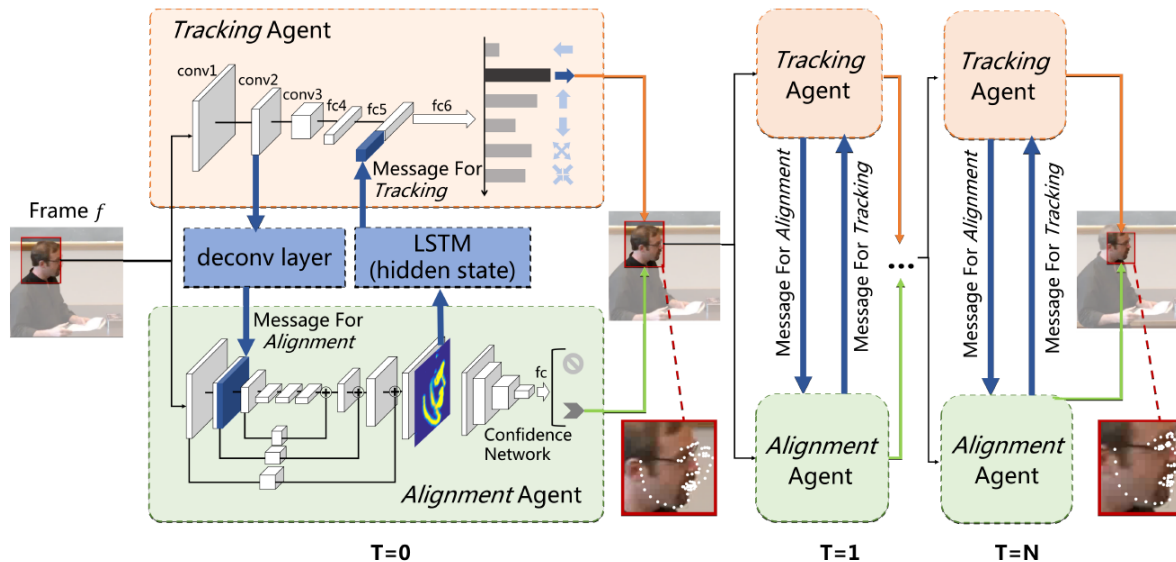 Tracking Agent
conv1
conv2
conv3
fc4
fc5
fc6
Message For
Tracking
Frame f
deconv layer
LSTM
(hidden state)
Message For
Alignment
fc
Confidence
Network
Alignment Agent
T=0
Tracking
Agent
Message For Alignment
Message For Tracking
Alignment
Agent
T=1
...
Tracking
Agent
Message For Alignment
Message For Tracking
Alignment
Agent
T=N